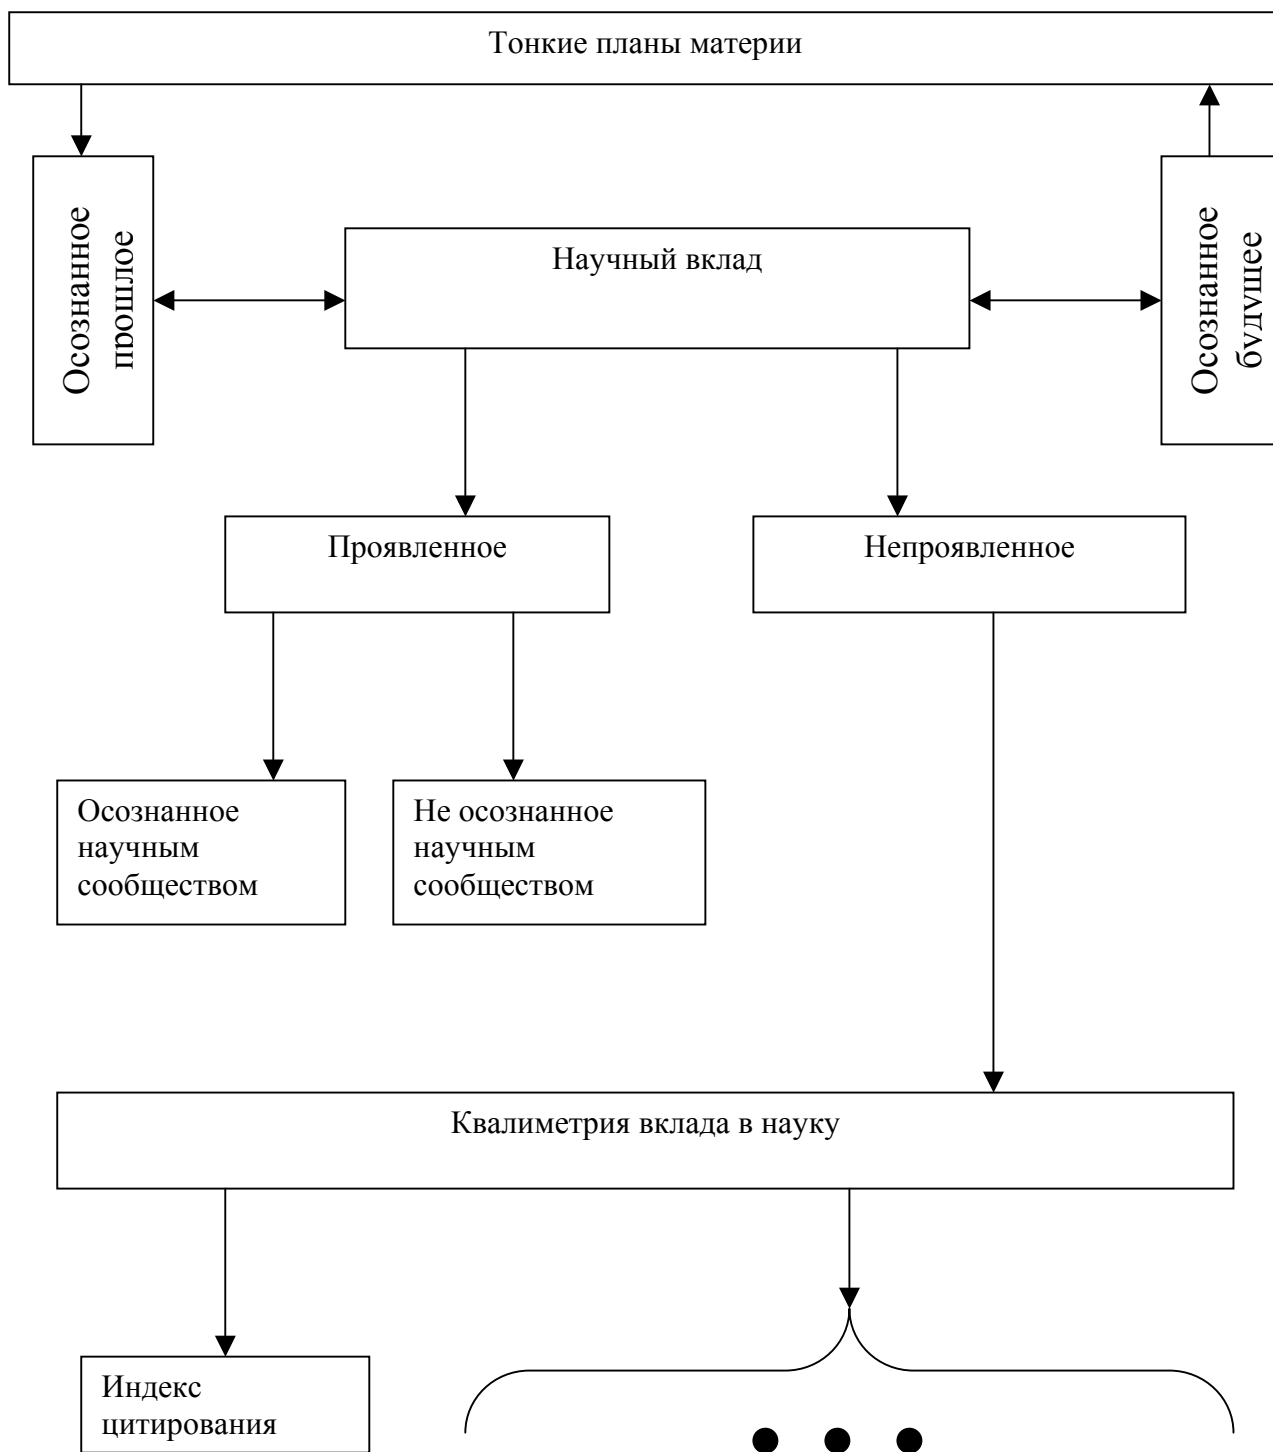 Тонкие планы материи
Осознанное
прошлое
Научный вклад
Осознанное
будущее
Проявленное
Непроявленное
Осознанное
научным
сообществом
Не осознанное
научным
сообществом
Квалиметрия вклада в науку
Индекс
цитирования